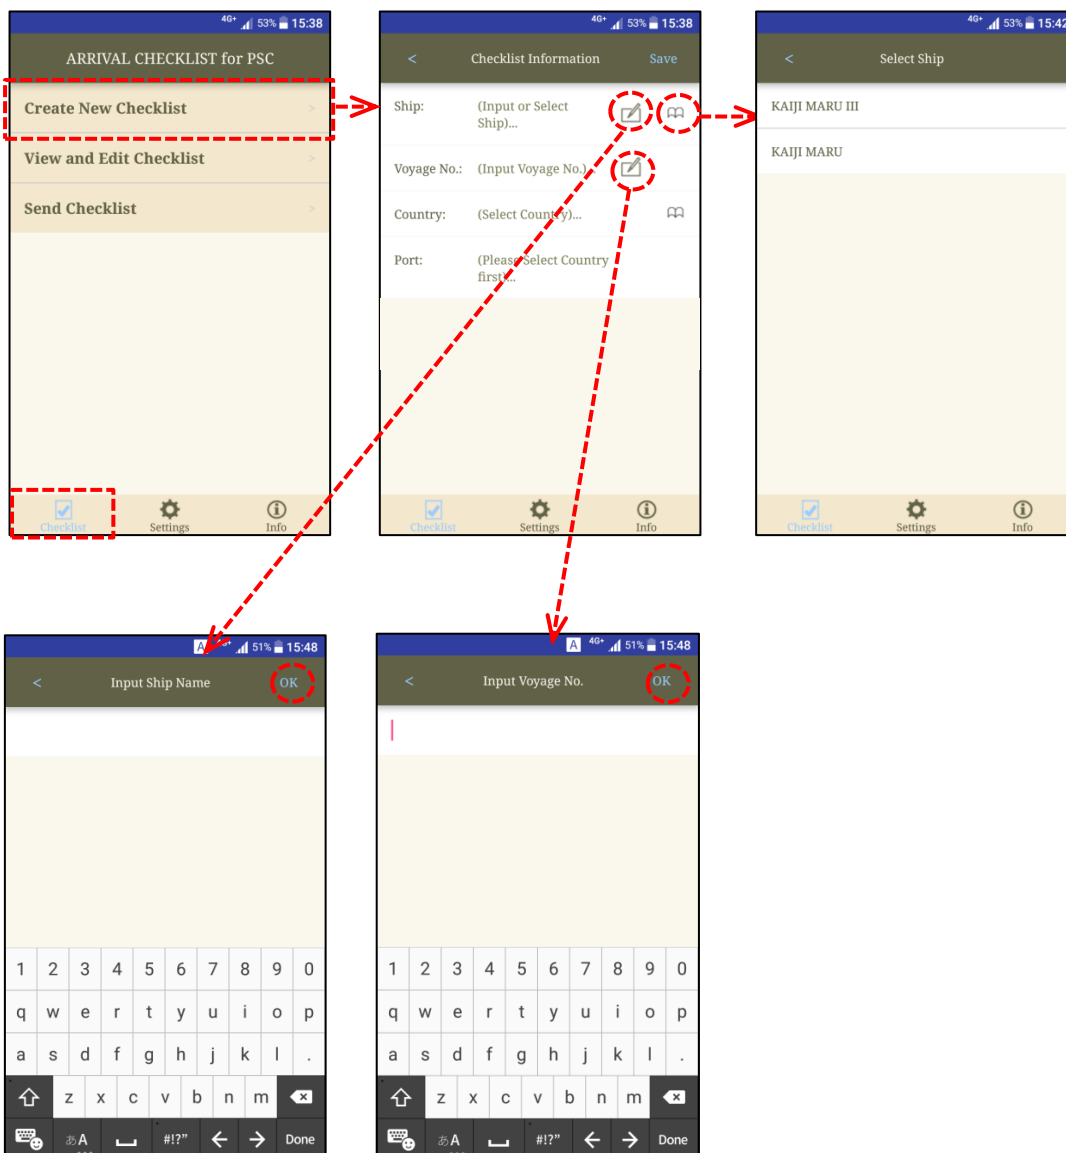 4G+ 53% 15:38
ARRIVAL CHECKLIST for PSC
Create New Checklist >
View and Edit Checklist >
Send Checklist >
Checklist Settings Info
4G+ 53% 15:38
< Checklist Information Save
Ship: (Input or Select
Ship)...
Voyage No.: (Input Voyage No.)...
Country: (Select Country)...
Port: (Please Select Country
first)...
Checklist Settings Info
4G+ 53% 15:42
< Select Ship
KAIJI MARU III
KAIJI MARU
Checklist Settings Info
A 4G+ 51% 15:48
< Input Ship Name OK
1 2 3 4 5 6 7 8 9 0
q w e r t y u i o p
a s d f g h j k l .
z x c v b n m
あA #!?” ← → Done
A 4G+ 51% 15:48
< Input Voyage No. OK
1 2 3 4 5 6 7 8 9 0
q w e r t y u i o p
a s d f g h j k l .
z x c v b n m
あA #!?” ← → Done